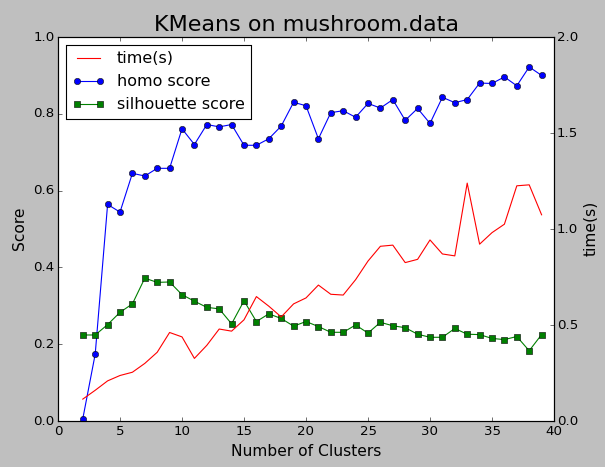 KMeans on mushroom.data
time(s)
homo score
silhouette score
1.0
0.8
0.6
0.4
0.2
0.0
Score
2.0
1.5
1.0
0.5
0.0
time(s)
0 5 10 15 20 25 30 35 40
Number of Clusters